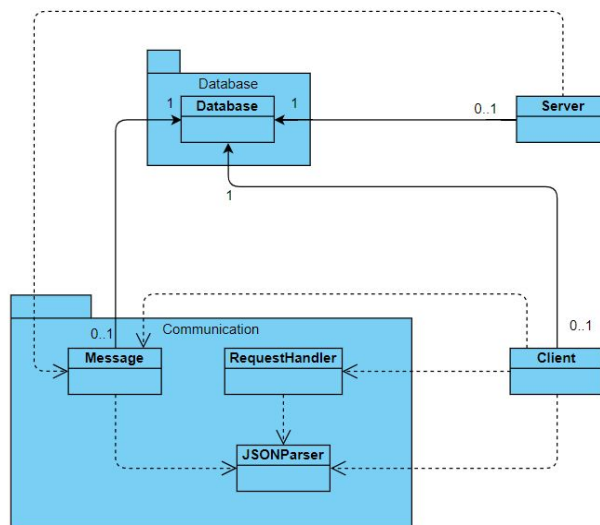 Database
1
Database
1
0..1
Server
1
0..1
0..1
Communication
Message
RequestHandler
Client
JSONParser